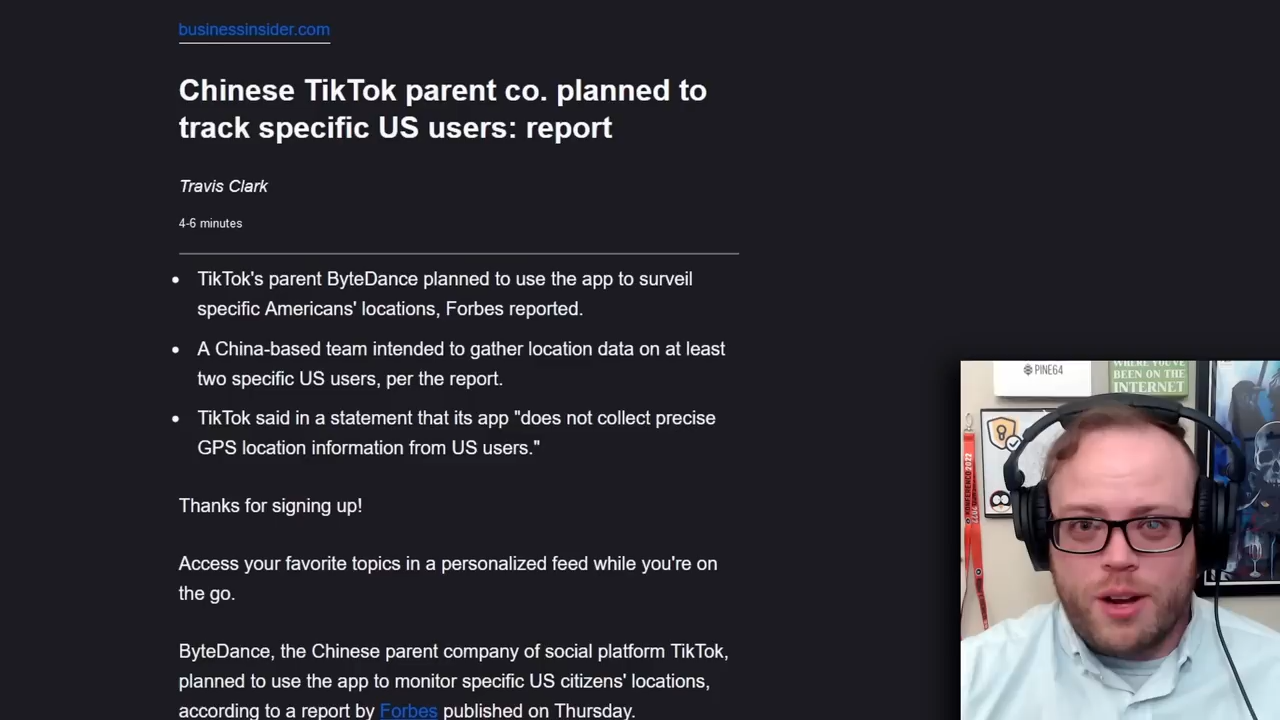 businessinsider.com
Chinese TikTok parent co. planned to
track specific US users: report
Travis Clark
4-6 minutes
TikTok's parent ByteDance planned to use the app to surveil
specific Americans' locations, Forbes reported.
A China-based team intended to gather location data on at least
two specific US users, per the report.
TikTok said in a statement that its app "does not collect precise
GPS location information from US users."
Thanks for signing up!
Access your favorite topics in a personalized feed while you're on
the go.
ByteDance, the Chinese parent company of social platform TikTok,
planned to use the app to monitor specific US citizens' locations,
according to a report by Forbes published on Thursday.
PINE64
WHERE YOU'VE
BEEN ON THE
INTERNET
2022